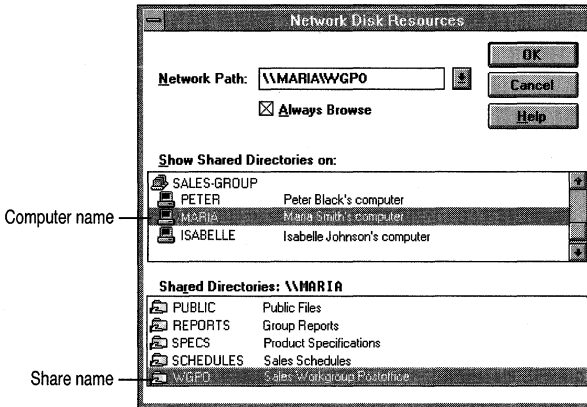 Network Disk Resources
OK
Network Path: \\MARIA\WGPO
Cancel
Always Browse
Help
Show Shared Directories on:
SALES-GROUP
PETER Peter Black's computer
Computer name
MARIA Maria Smith's computer
ISABELLE Isabelle Johnson's computer
Shared Directories: \\MARIA
PUBLIC Public Files
REPORTS Group Reports
SPECS Product Specifications
SCHEDULES Sales Schedules
Share name
WGPO Sales Workgroup Postoffice